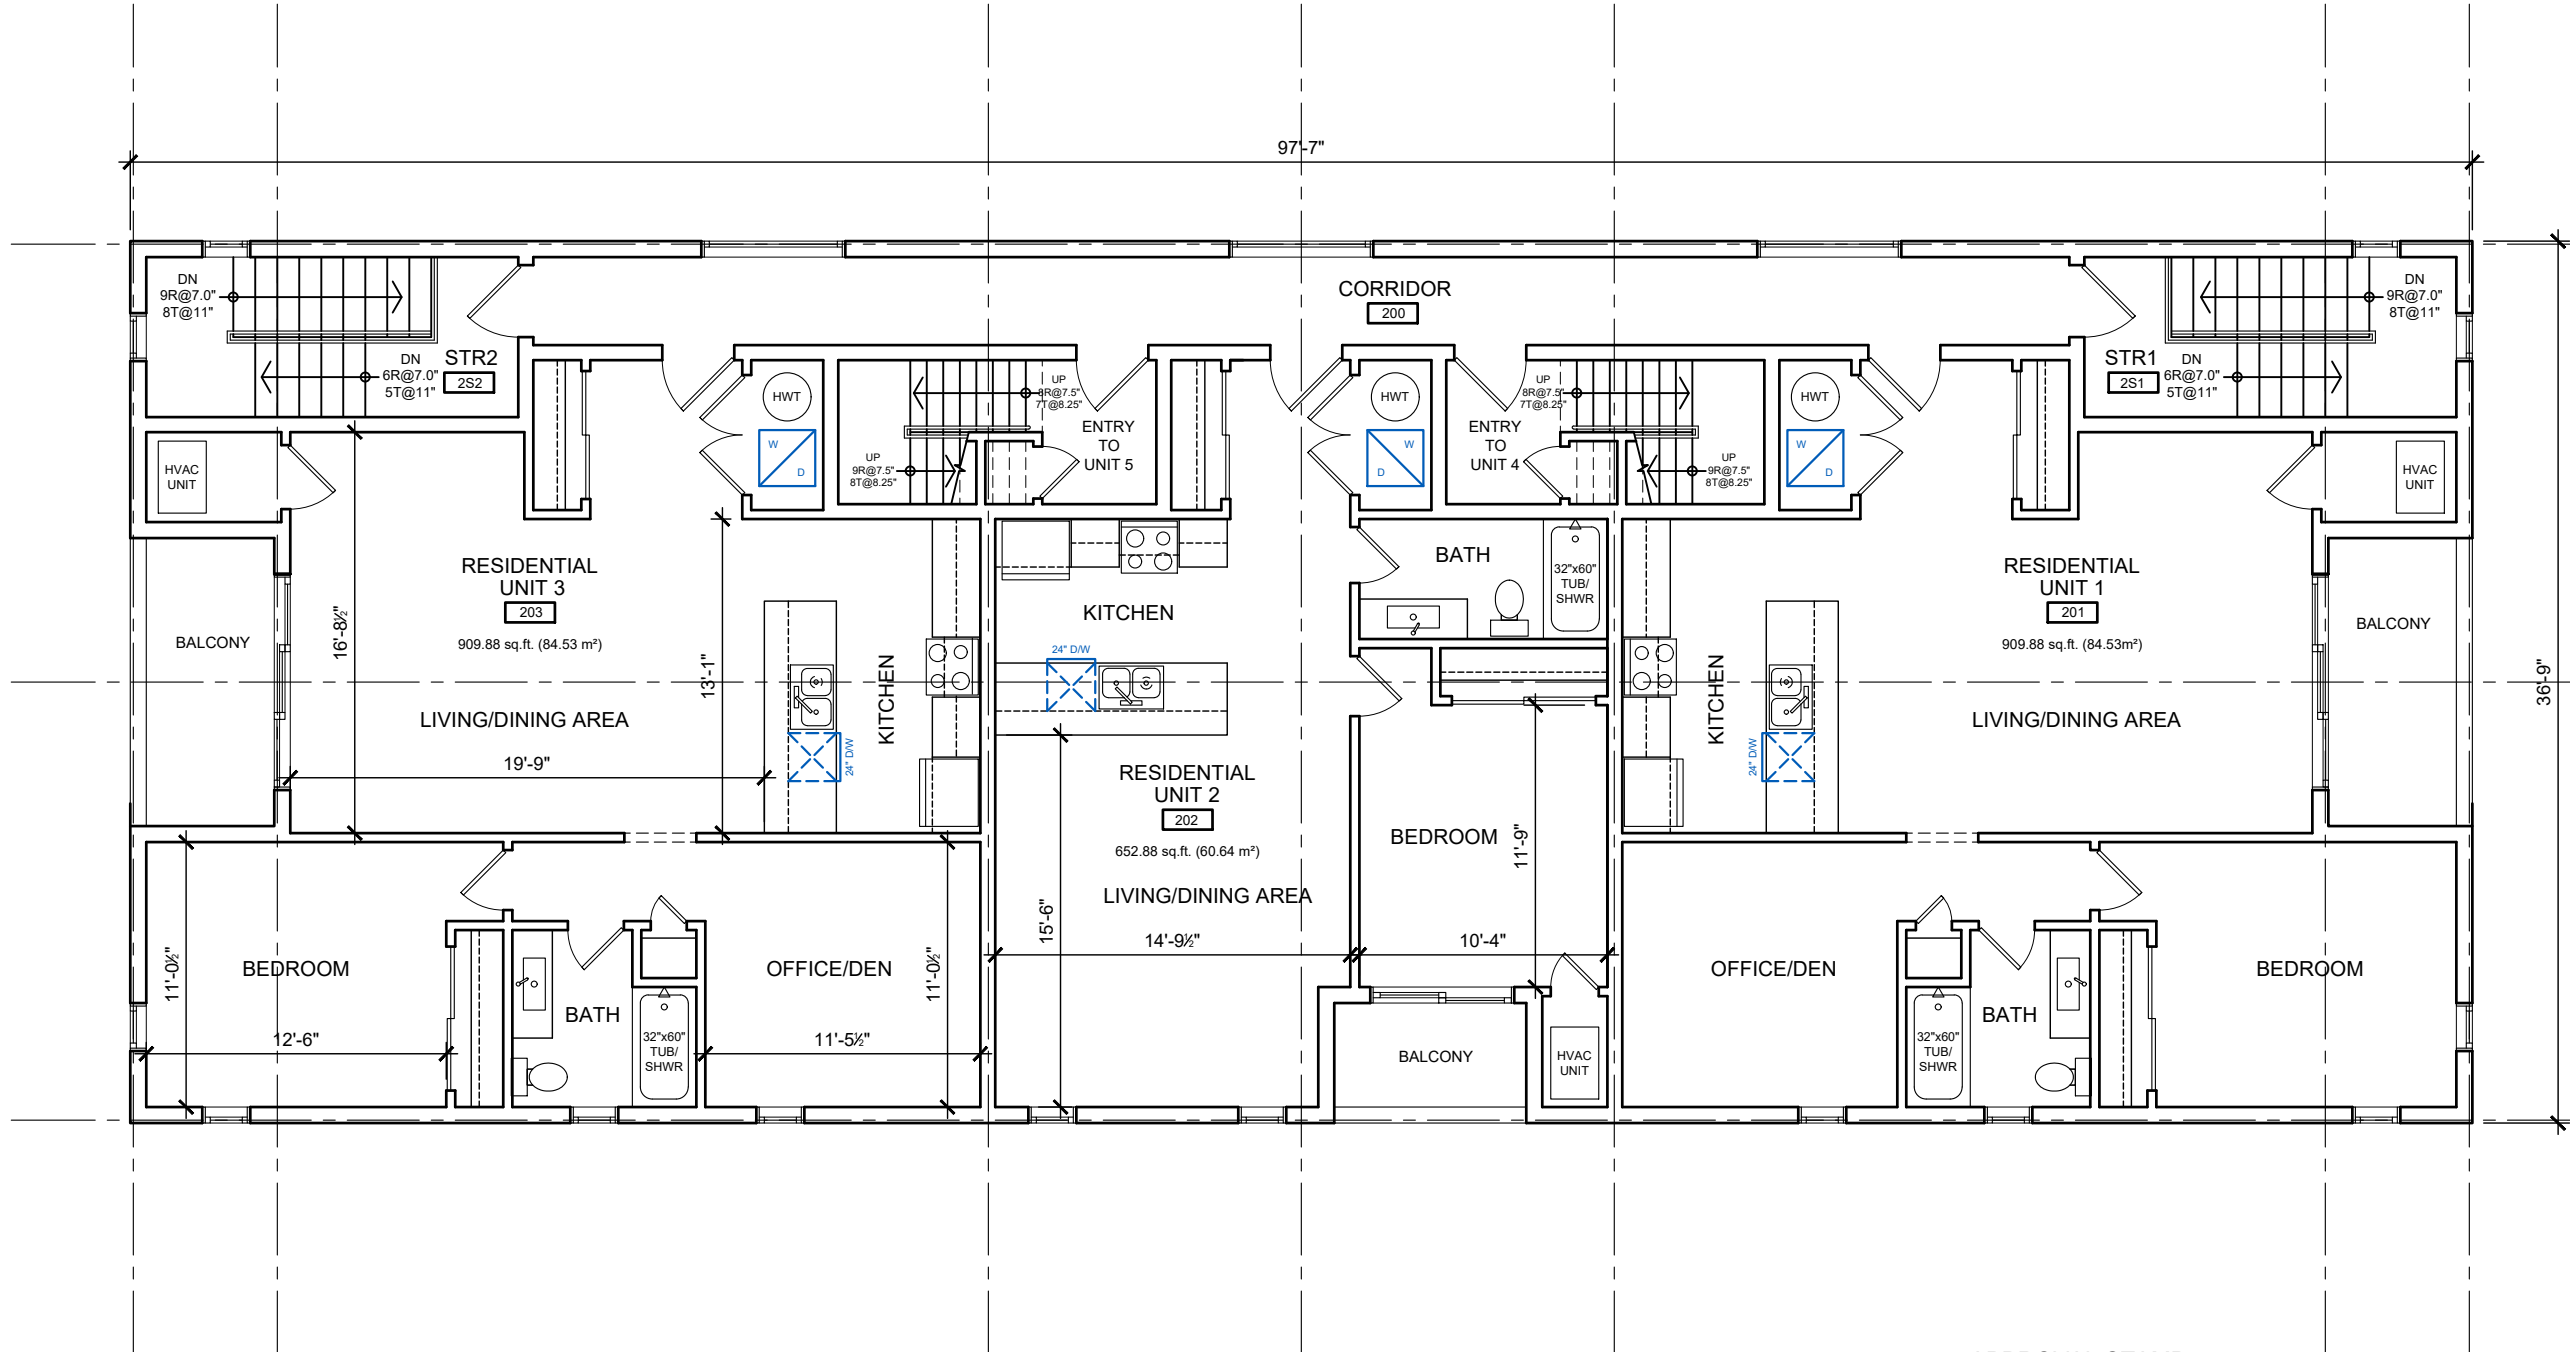 97'-7"
DN
9R@7.0"
8T@11"
DN
6R@7.0"
5T@11"
STR2
2S2
CORRIDOR
200
STR1
2S1
DN
6R@7.0"
5T@11"
DN
9R@7.0"
8T@11"
HVAC
UNIT
HWT
W
D
UP
8R@7.5"
7T@8.25"
UP
9R@7.5"
8T@8.25"
ENTRY
TO
UNIT 5
HWT
W
D
ENTRY
TO
UNIT 4
UP
8R@7.5"
7T@8.25"
UP
9R@7.5"
8T@8.25"
HWT
W
D
HVAC
UNIT
RESIDENTIAL
UNIT 3
203
909.88 sq.ft. (84.53 m²)
BALCONY
16'-8½"
13'-1"
LIVING/DINING AREA
19'-9"
KITCHEN
24" D/W
KITCHEN
24" D/W
BATH
32"x60"
TUB/
SHWR
RESIDENTIAL
UNIT 2
202
652.88 sq.ft. (60.64 m²)
LIVING/DINING AREA
15'-6"
14'-9½"
BEDROOM
11'-9"
10'-4"
BALCONY
HVAC
UNIT
RESIDENTIAL
UNIT 1
201
909.88 sq.ft. (84.53m²)
KITCHEN
24" D/W
LIVING/DINING AREA
BALCONY
36'-9"
BEDROOM
11'-0½"
12'-6"
BATH
32"x60"
TUB/
SHWR
OFFICE/DEN
11'-0½"
11'-5½"
OFFICE/DEN
32"x60"
TUB/
SHWR
BATH
BEDROOM